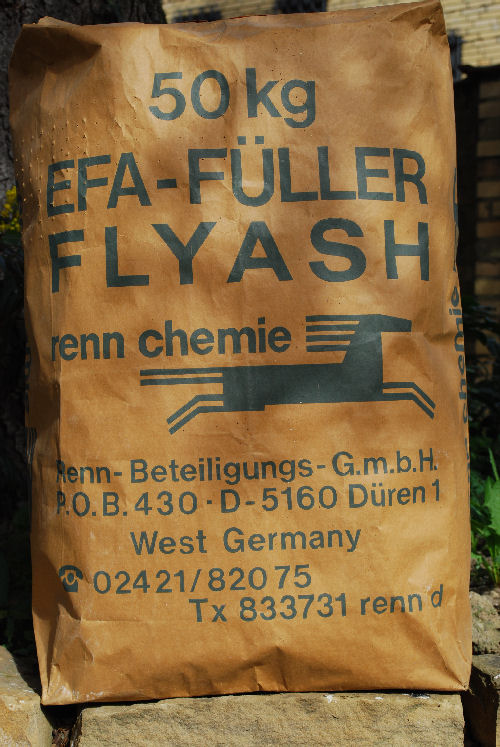 50 kg
EFA-FÜLLER
FLYASH
renn chemie
Renn-Beteiligungs-G.m.b.H.
P.O.B. 430 · D-5160 Düren 1
West Germany
☎ 02421/82075
Tx 833731 renn d
chemie